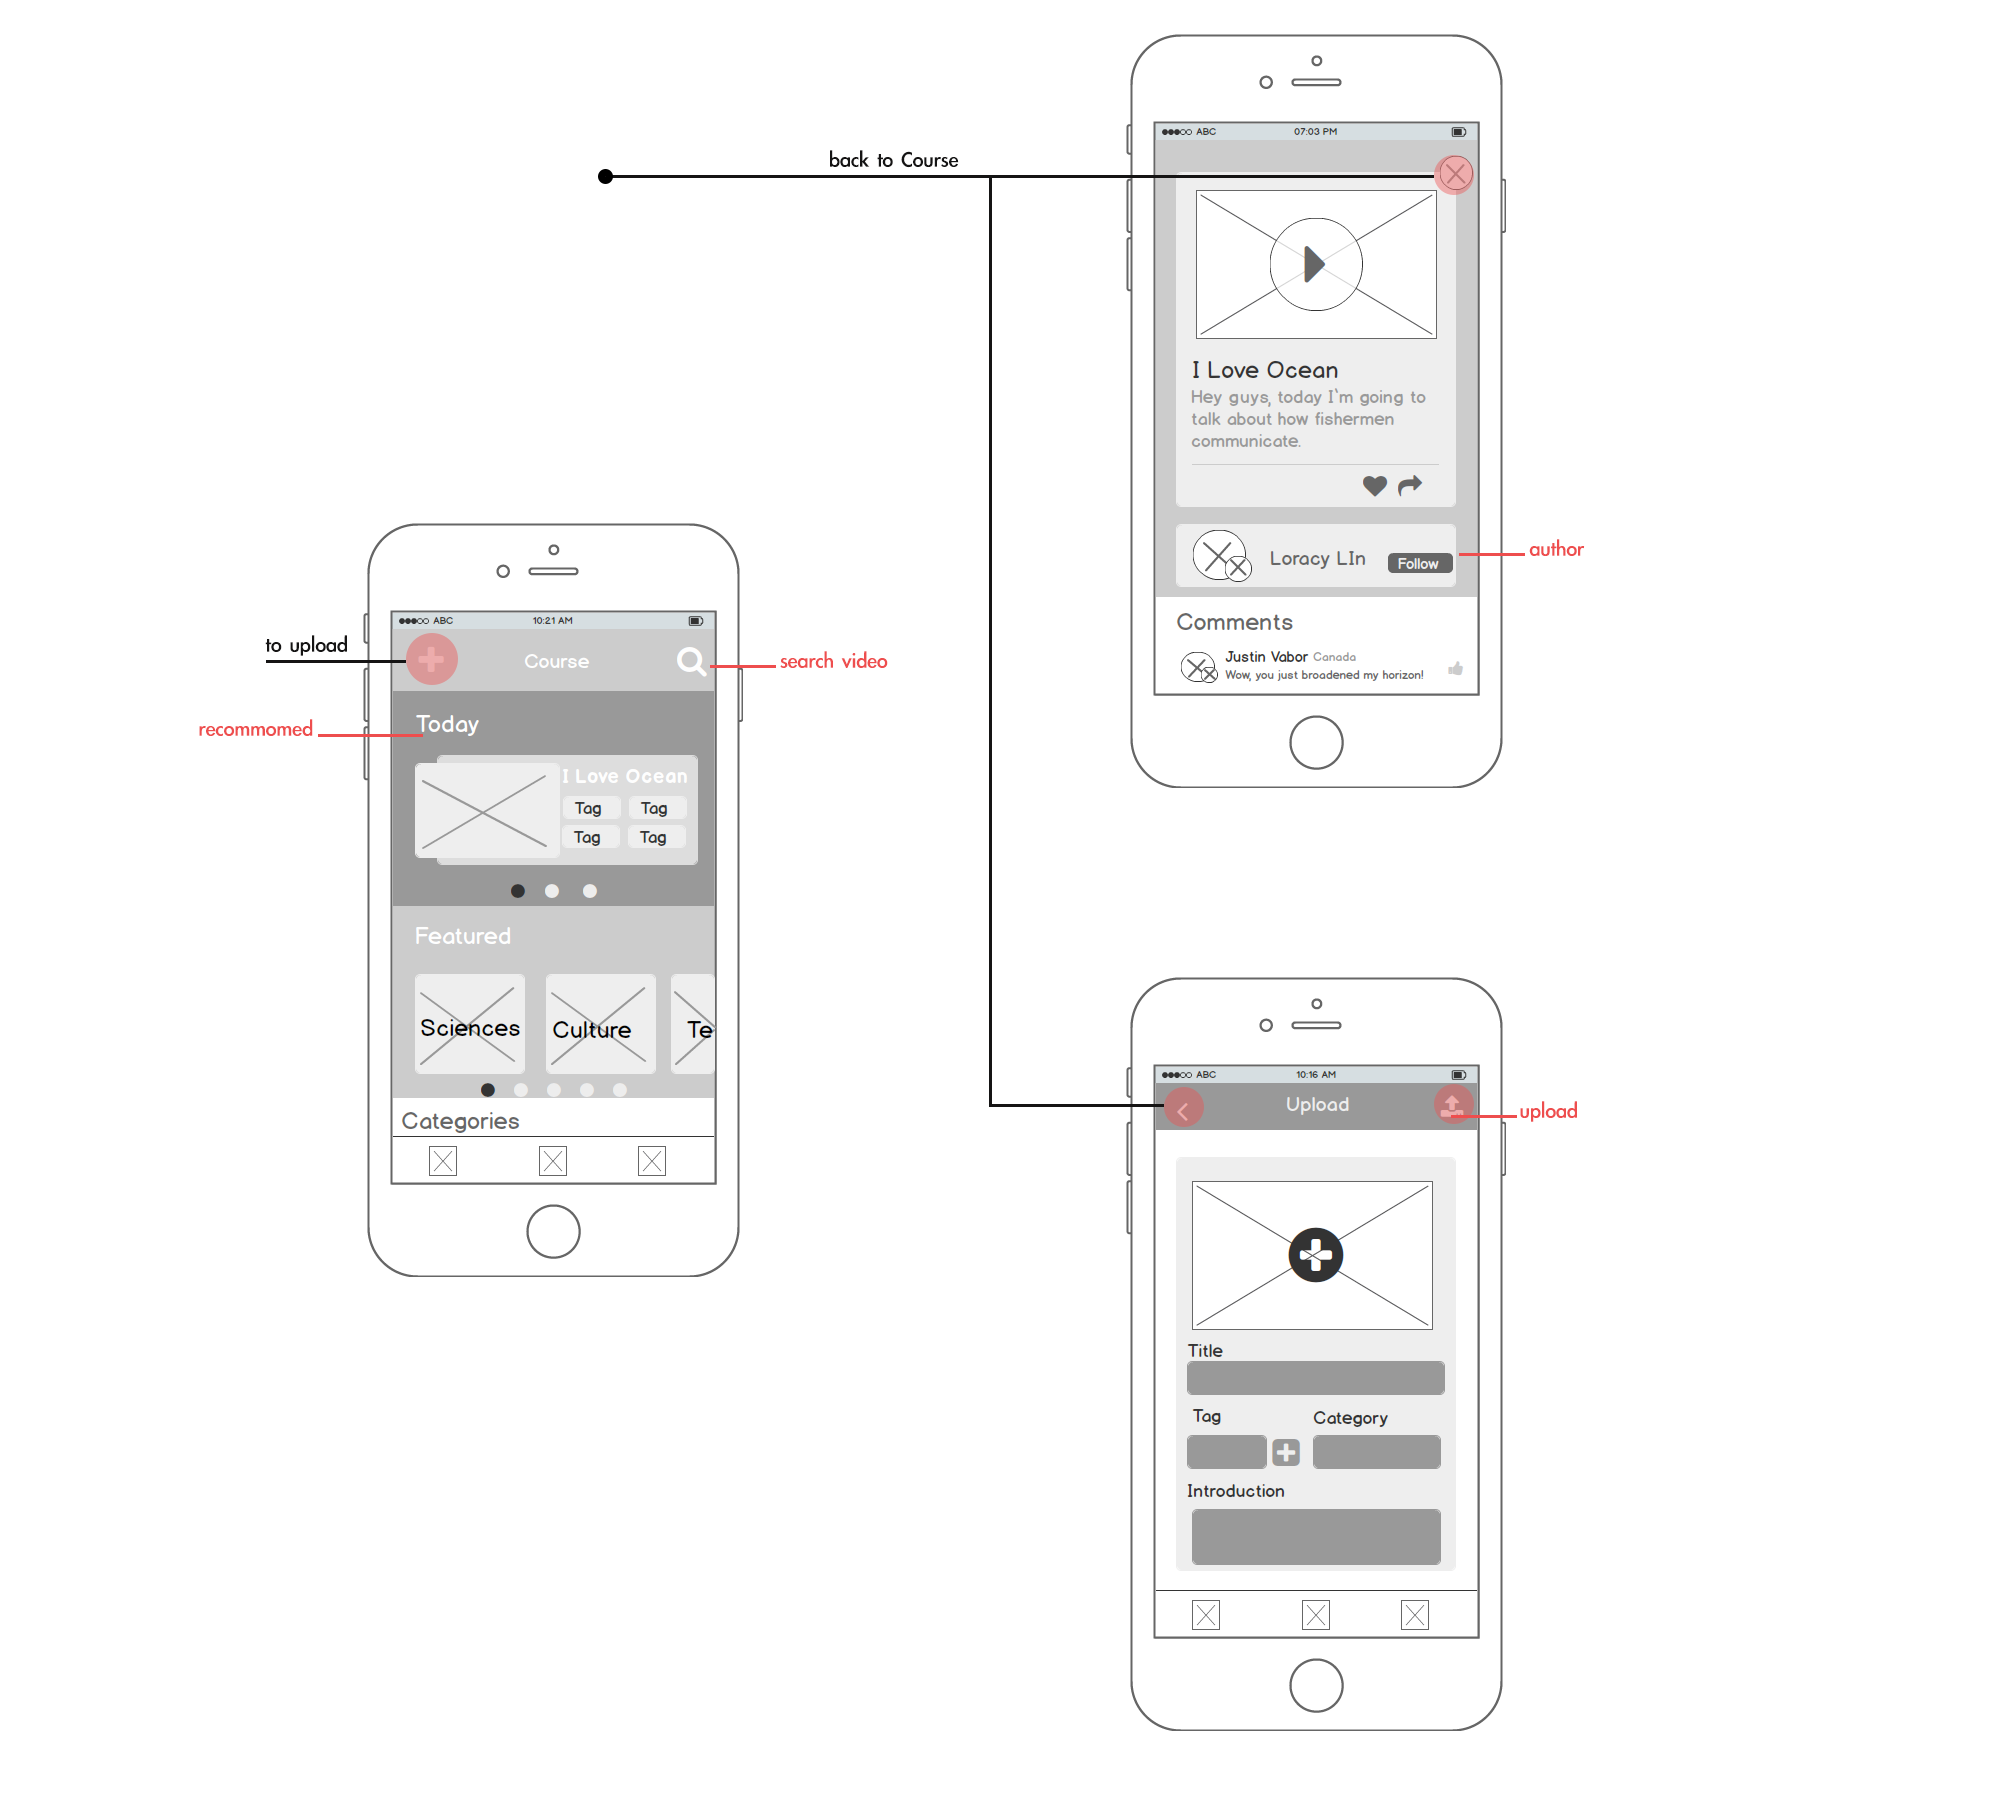 back to Course
ABC
07:03 PM
I Love Ocean
Hey guys, today I`m going to
talk about how fishermen
communicate.
Loracy LIn
Follow
author
Comments
Justin Vabor Canada
Wow, you just broadened my horizon!
ABC
10:21 AM
to upload
Course
search video
recommomed
Today
I Love Ocean
Tag Tag
Tag Tag
Featured
Sciences
Culture
Te
Categories
ABC
10:16 AM
Upload
upload
Title
Tag
Category
Introduction